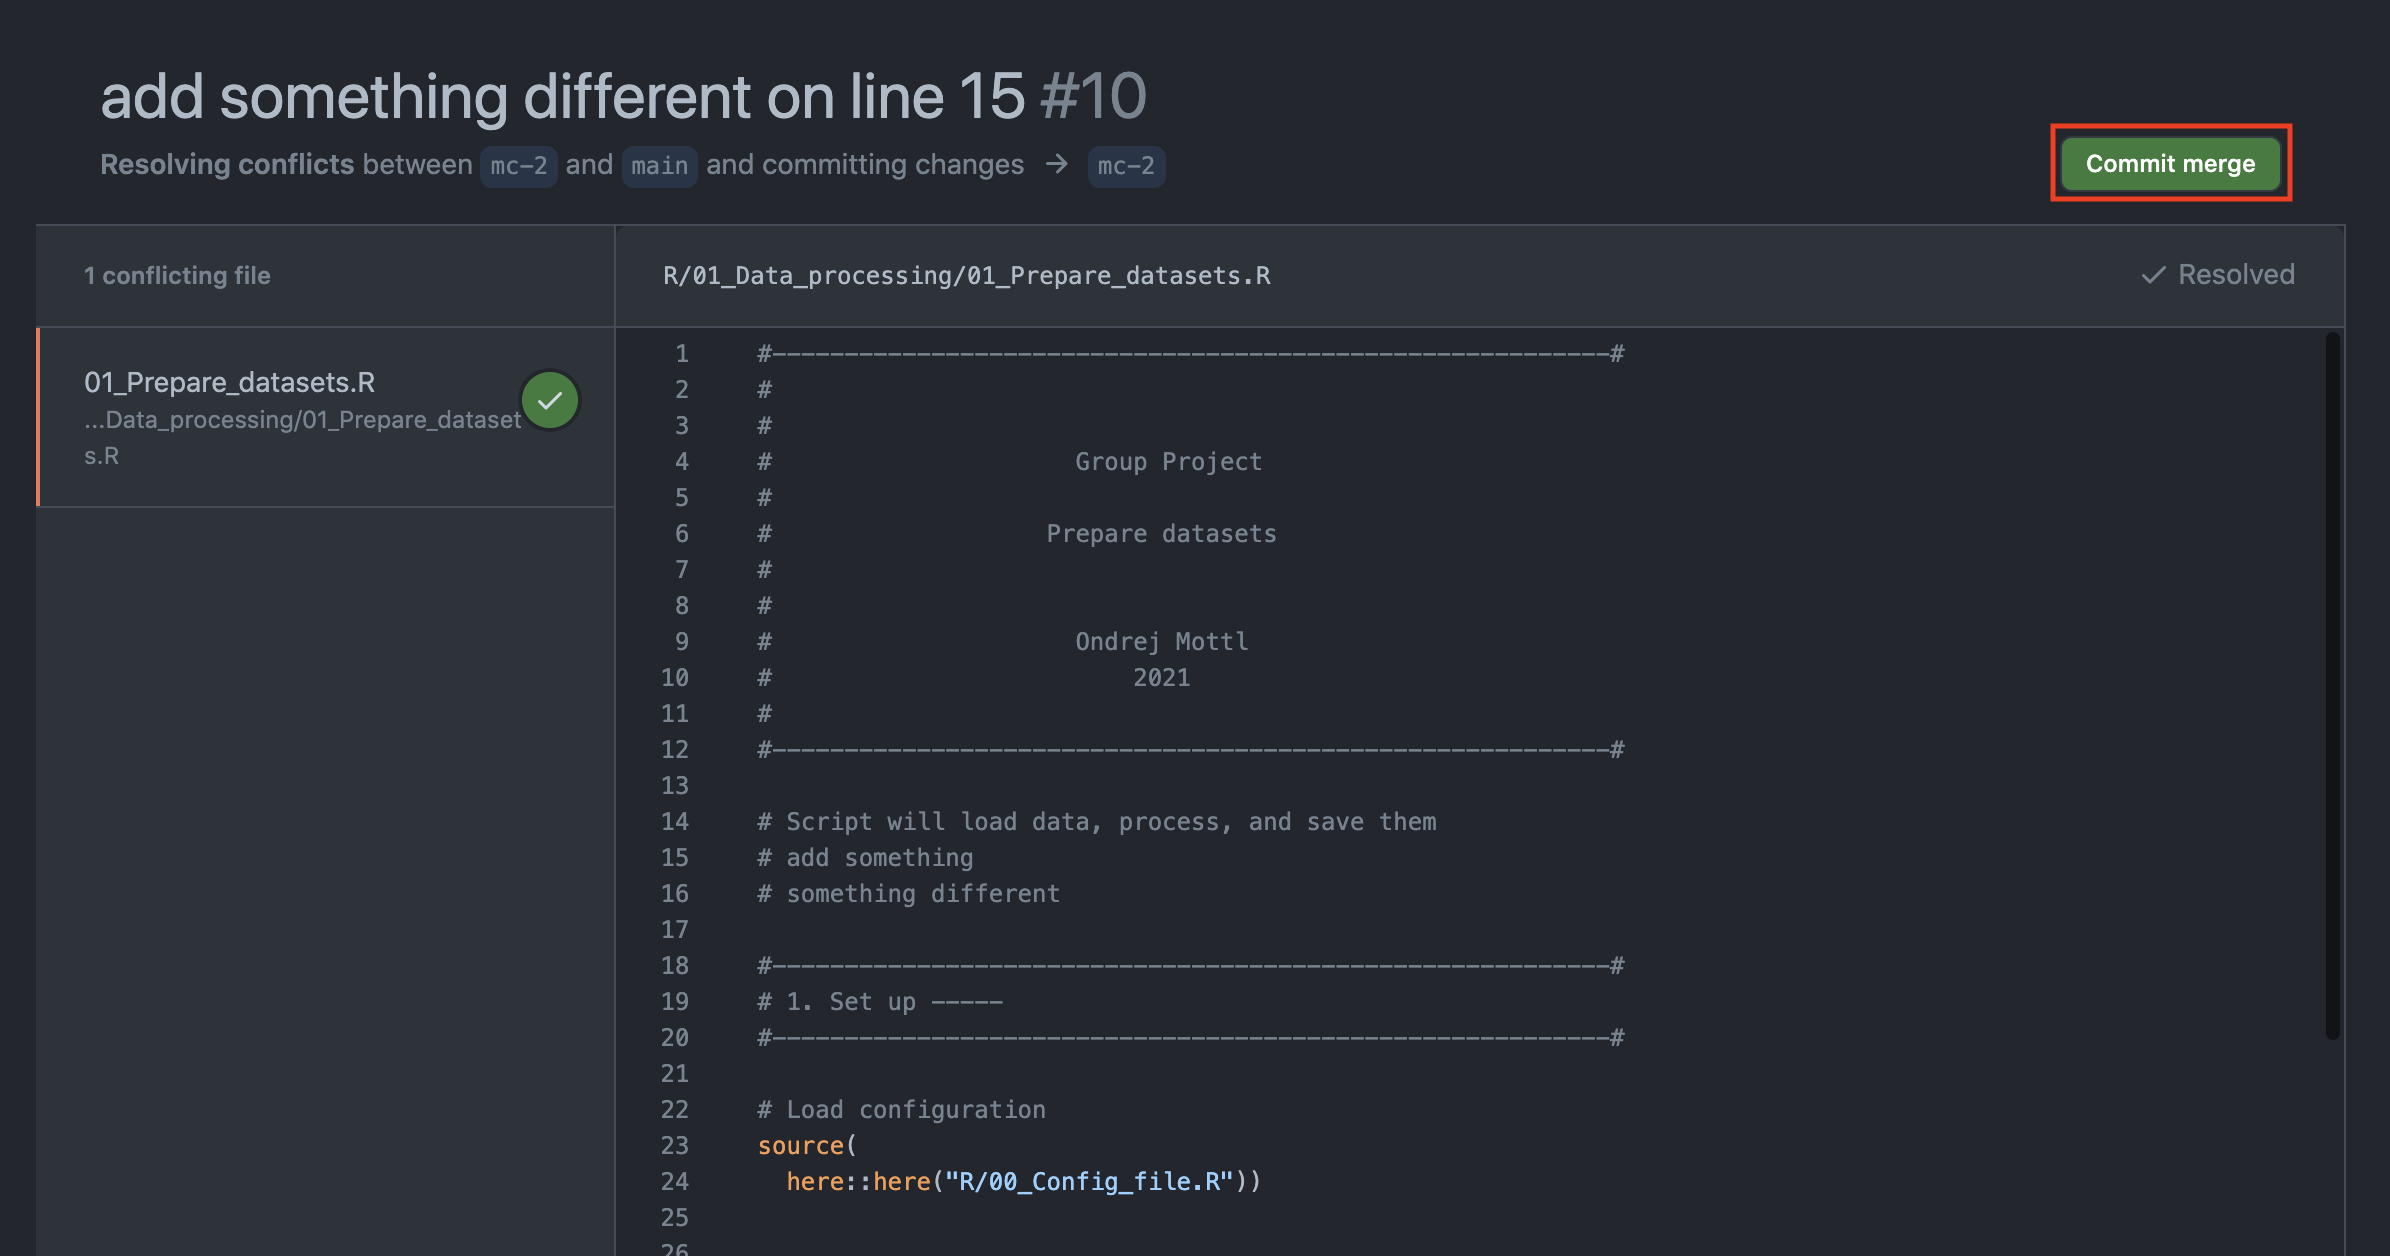 add something different on line 15 #10
Resolving conflicts between mc-2 and main and committing changes → mc-2
Commit merge
1 conflicting file
R/01_Data_processing/01_Prepare_datasets.R
Resolved
01_Prepare_datasets.R
...Data_processing/01_Prepare_dataset
s.R
1 #----------------------------------------------------------#
2 #
3 #
4 # Group Project
5 #
6 # Prepare datasets
7 #
8 #
9 # Ondrej Mottl
10 # 2021
11 #
12 #----------------------------------------------------------#
13
14 # Script will load data, process, and save them
15 # add something
16 # something different
17
18 #----------------------------------------------------------#
19 # 1. Set up -----
20 #----------------------------------------------------------#
21
22 # Load configuration
23 source(
24 here::here("R/00_Config_file.R"))
25
26